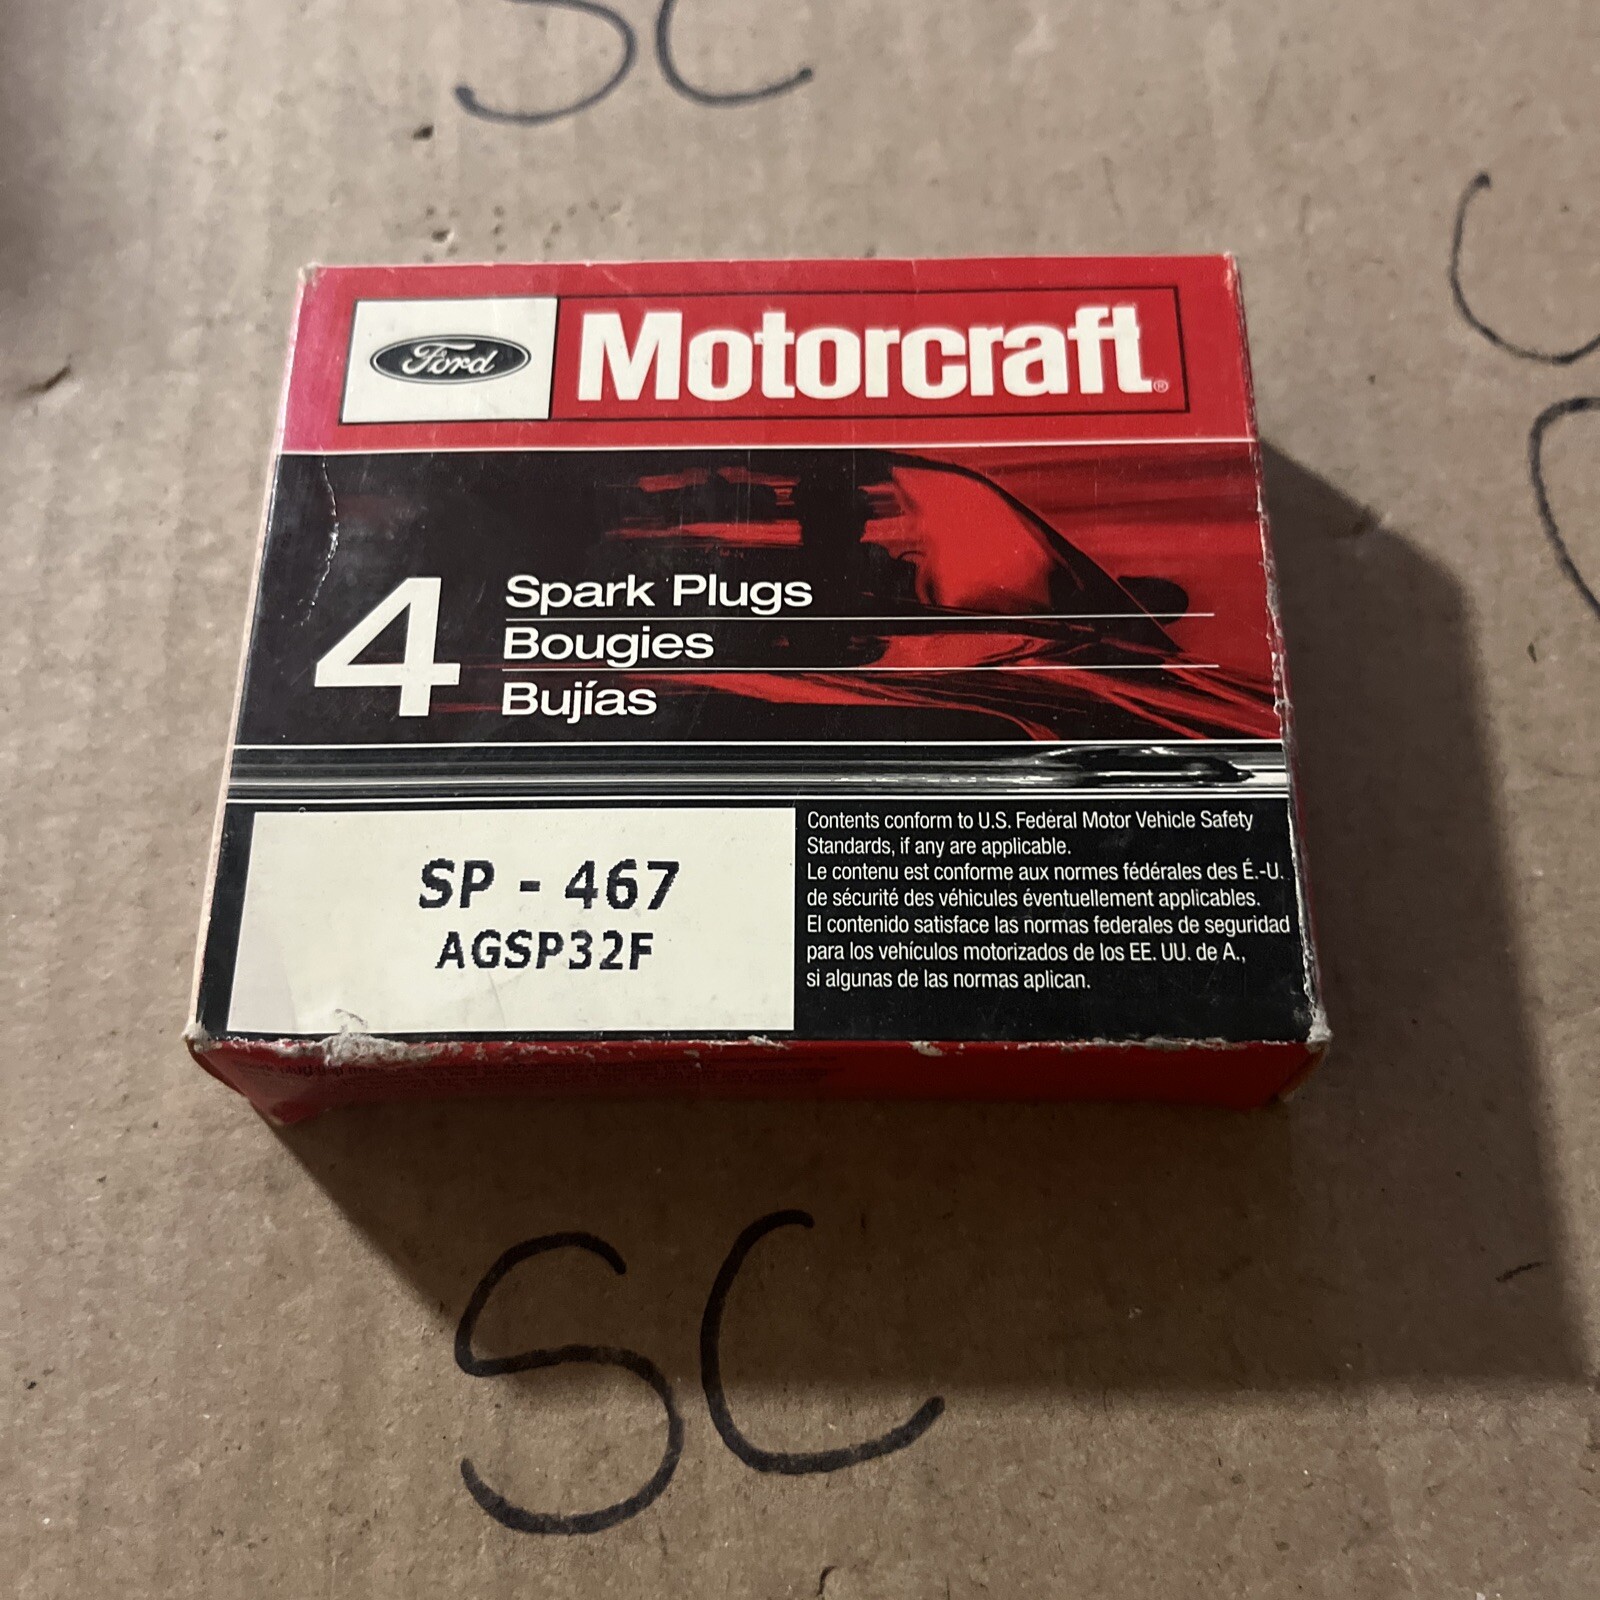 SC
Ford
Motorcraft®
4
Spark Plugs
Bougies
Bujías
SP - 467
AGSP32F
Contents conform to U.S. Federal Motor Vehicle Safety
Standards, if any are applicable.
Le contenu est conforme aux normes fédérales des É.-U.
de sécurité des véhicules éventuellement applicables.
El contenido satisface las normas federales de seguridad
para los vehículos motorizados de los EE. UU. de A.,
si algunas de las normas aplican.
SC